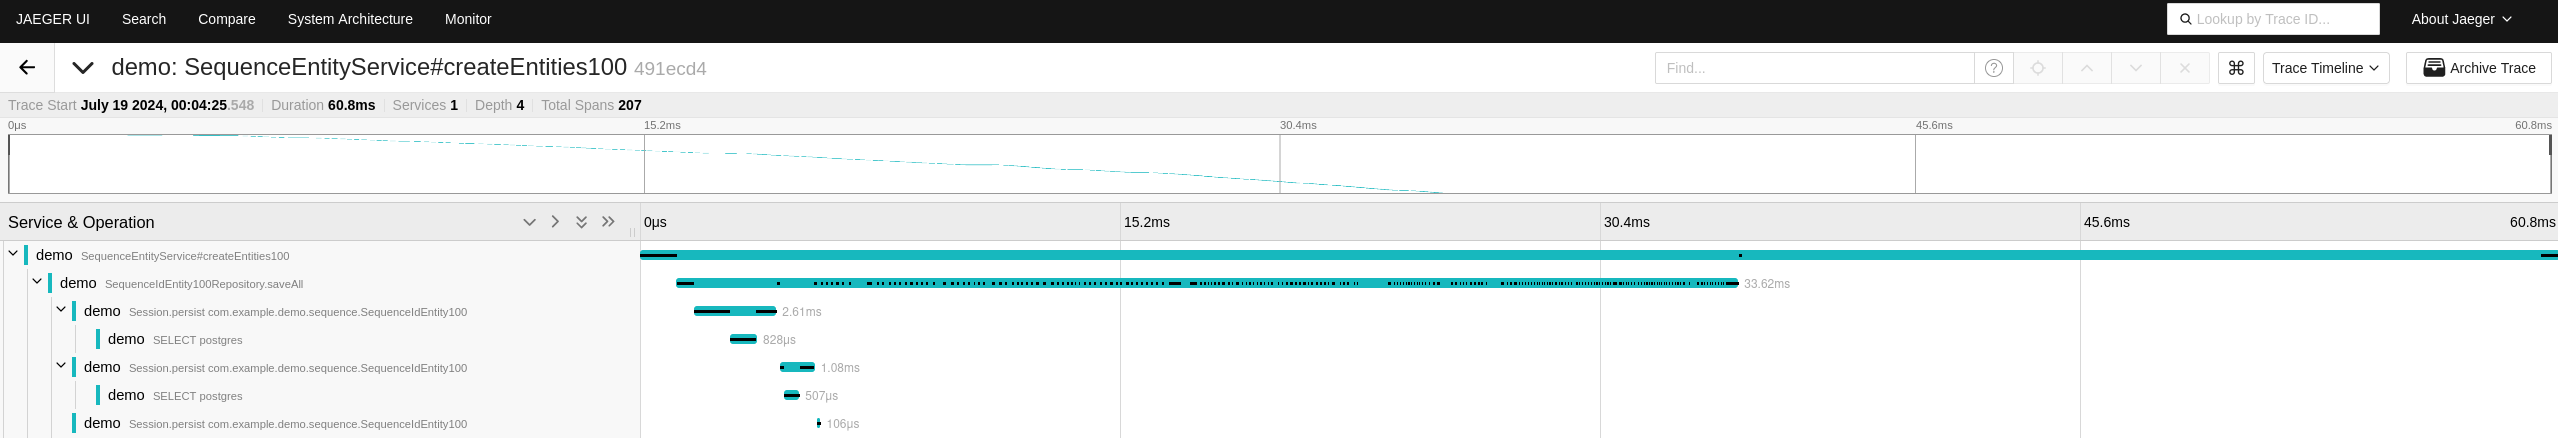 JAEGER UI Search Compare System Architecture Monitor Lookup by Trace ID... About Jaeger
demo: SequenceEntityService#createEntities100 491ecd4 Find... Trace Timeline Archive Trace
Trace Start July 19 2024, 00:04:25.548 Duration 60.8ms Services 1 Depth 4 Total Spans 207
0μs 15.2ms 30.4ms 45.6ms 60.8ms
Service & Operation 0μs 15.2ms 30.4ms 45.6ms 60.8ms
demo SequenceEntityService#createEntities100
demo SequenceIdEntity100Repository.saveAll 33.62ms
demo Session.persist com.example.demo.sequence.SequenceIdEntity100 2.61ms
demo SELECT postgres 828μs
demo Session.persist com.example.demo.sequence.SequenceIdEntity100 1.08ms
demo SELECT postgres 507μs
demo Session.persist com.example.demo.sequence.SequenceIdEntity100 106μs